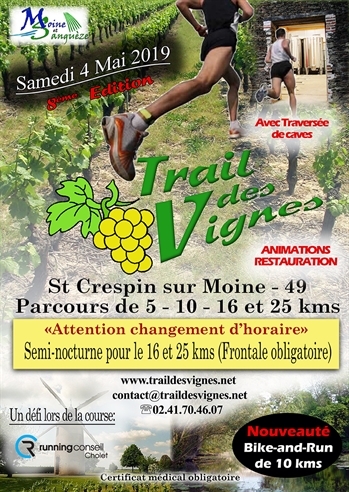 Moine et
Sanguèze
Samedi 4 Mai 2019
8ème Edition
Avec Traversée
de caves
Trail
des
Vignes
ANIMATIONS
RESTAURATION
St Crespin sur Moine - 49
Parcours de 5 - 10 - 16 et 25 kms
«Attention changement d'horaire»
Semi-nocturne pour le 16 et 25 kms (Frontale obligatoire)
www.traildesvignes.net
contact@traildesvignes.net
☎02.41.70.46.07
Un défi lors de la course:
running conseil
Cholet
Nouveauté
Bike-and-Run
de 10 kms
Certificat médical obligatoire